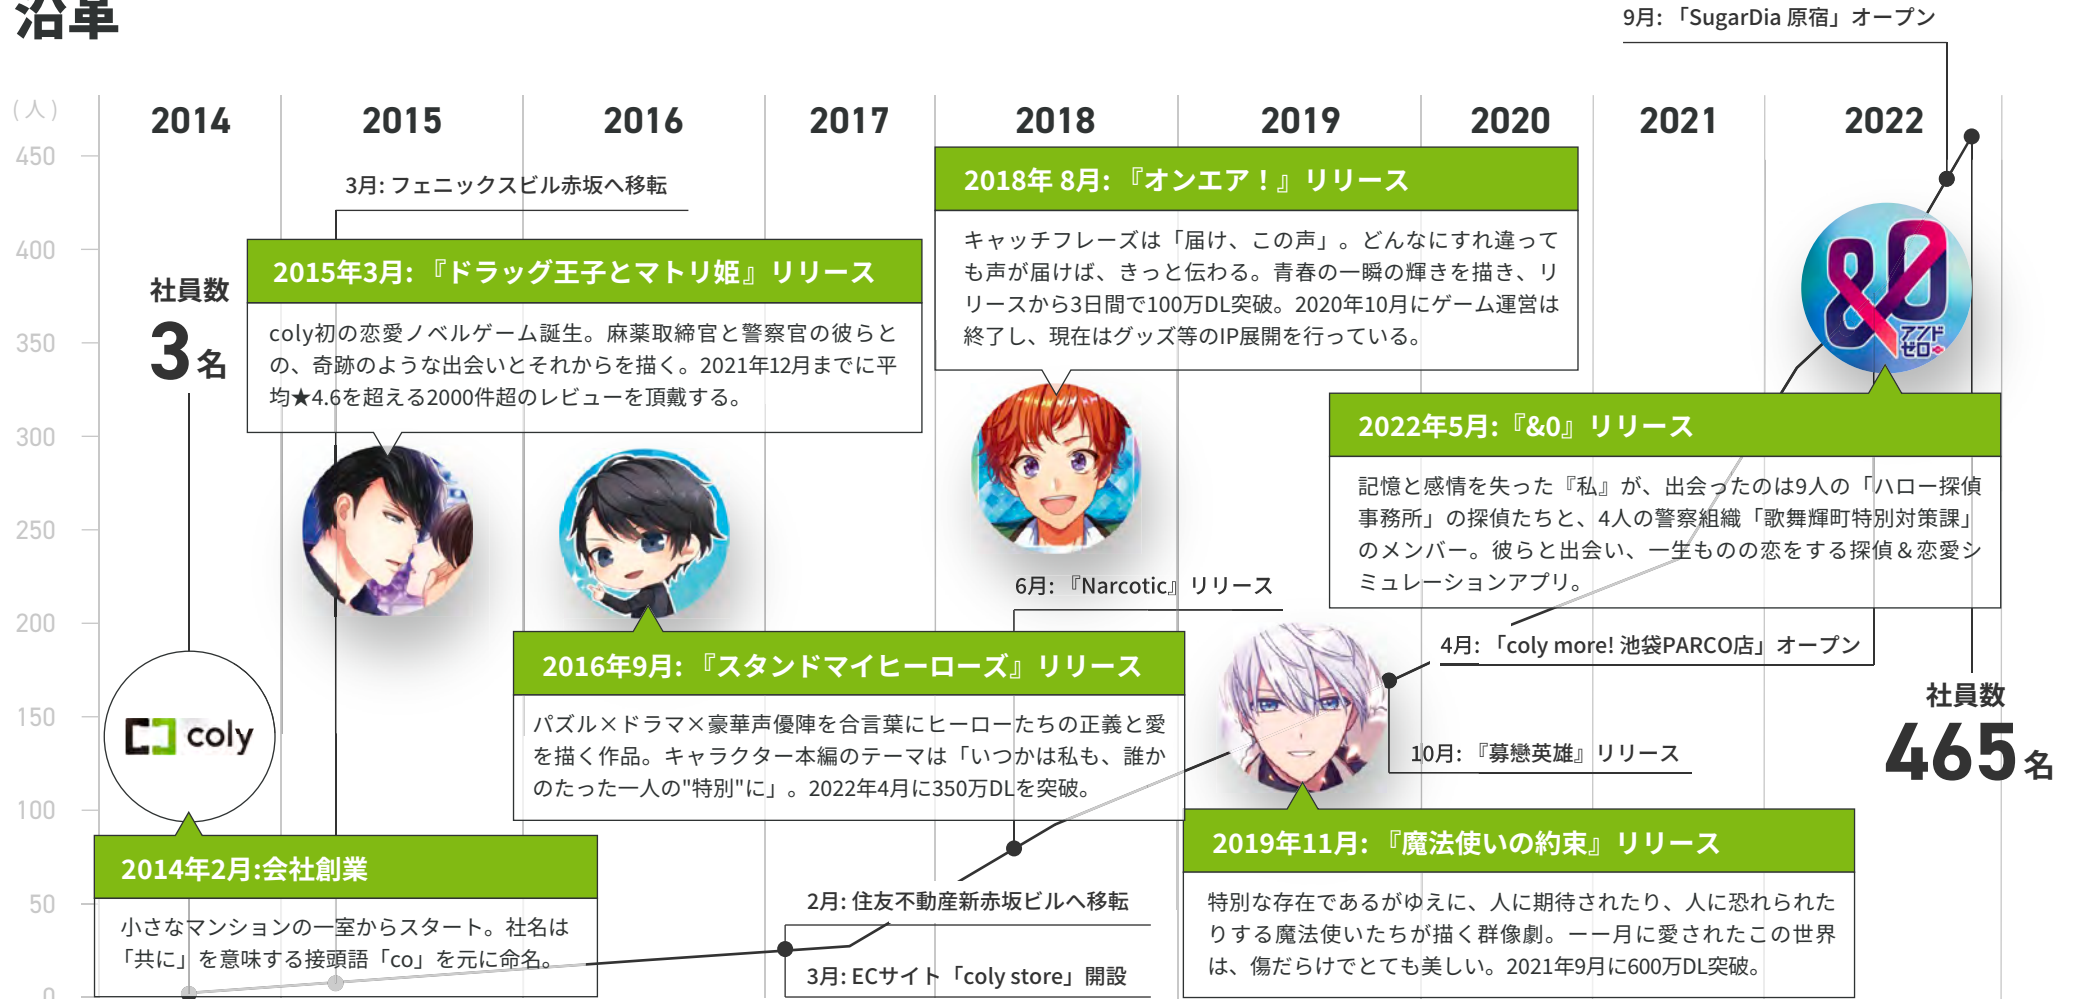 沿革
9月: 「SugarDia 原宿」オープン
(人)
2014
2015
2016
2017
2018
2019
2020
2021
2022
450
400
350
300
250
200
150
100
50
0
3月: フェニックスビル赤坂へ移転
社員数
3名
2015年3月: 『ドラッグ王子とマトリ姫』リリース
coly初の恋愛ノベルゲーム誕生。麻薬取締官と警察官の彼らと
の、奇跡のような出会いとそれからを描く。2021年12月までに平
均★4.6を超える2000件超のレビューを頂戴する。
2018年 8月: 『オンエア！』リリース
キャッチフレーズは「届け、この声」。どんなにすれ違って
も声が届けば、きっと伝わる。青春の一瞬の輝きを描き、リ
リースから3日間で100万DL突破。2020年10月にゲーム運営は
終了し、現在はグッズ等のIP展開を行っている。
&0
アンド
ゼロ
2022年5月:『&0』リリース
記憶と感情を失った『私』が、出会ったのは9人の「ハロー探偵
事務所」の探偵たちと、4人の警察組織「歌舞輝町特別対策課」
のメンバー。彼らと出会い、一生ものの恋をする探偵＆恋愛シ
ミュレーションアプリ。
6月: 『Narcotic』リリース
4月: 「coly more! 池袋PARCO店」オープン
2016年9月: 『スタンドマイヒーローズ』リリース
パズル×ドラマ×豪華声優陣を合言葉にヒーローたちの正義と愛
を描く作品。キャラクター本編のテーマは「いつかは私も、誰か
のたった一人の"特別"に」。2022年4月に350万DLを突破。
社員数
465名
10月: 『募戀英雄』リリース
coly
2014年2月:会社創業
小さなマンションの一室からスタート。社名は
「共に」を意味する接頭語「co」を元に命名。
2月: 住友不動産新赤坂ビルへ移転
3月: ECサイト「coly store」開設
2019年11月: 『魔法使いの約束』リリース
特別な存在であるがゆえに、人に期待されたり、人に恐れられた
りする魔法使いたちが描く群像劇。ーー月に愛されたこの世界
は、傷だらけでとても美しい。2021年9月に600万DL突破。